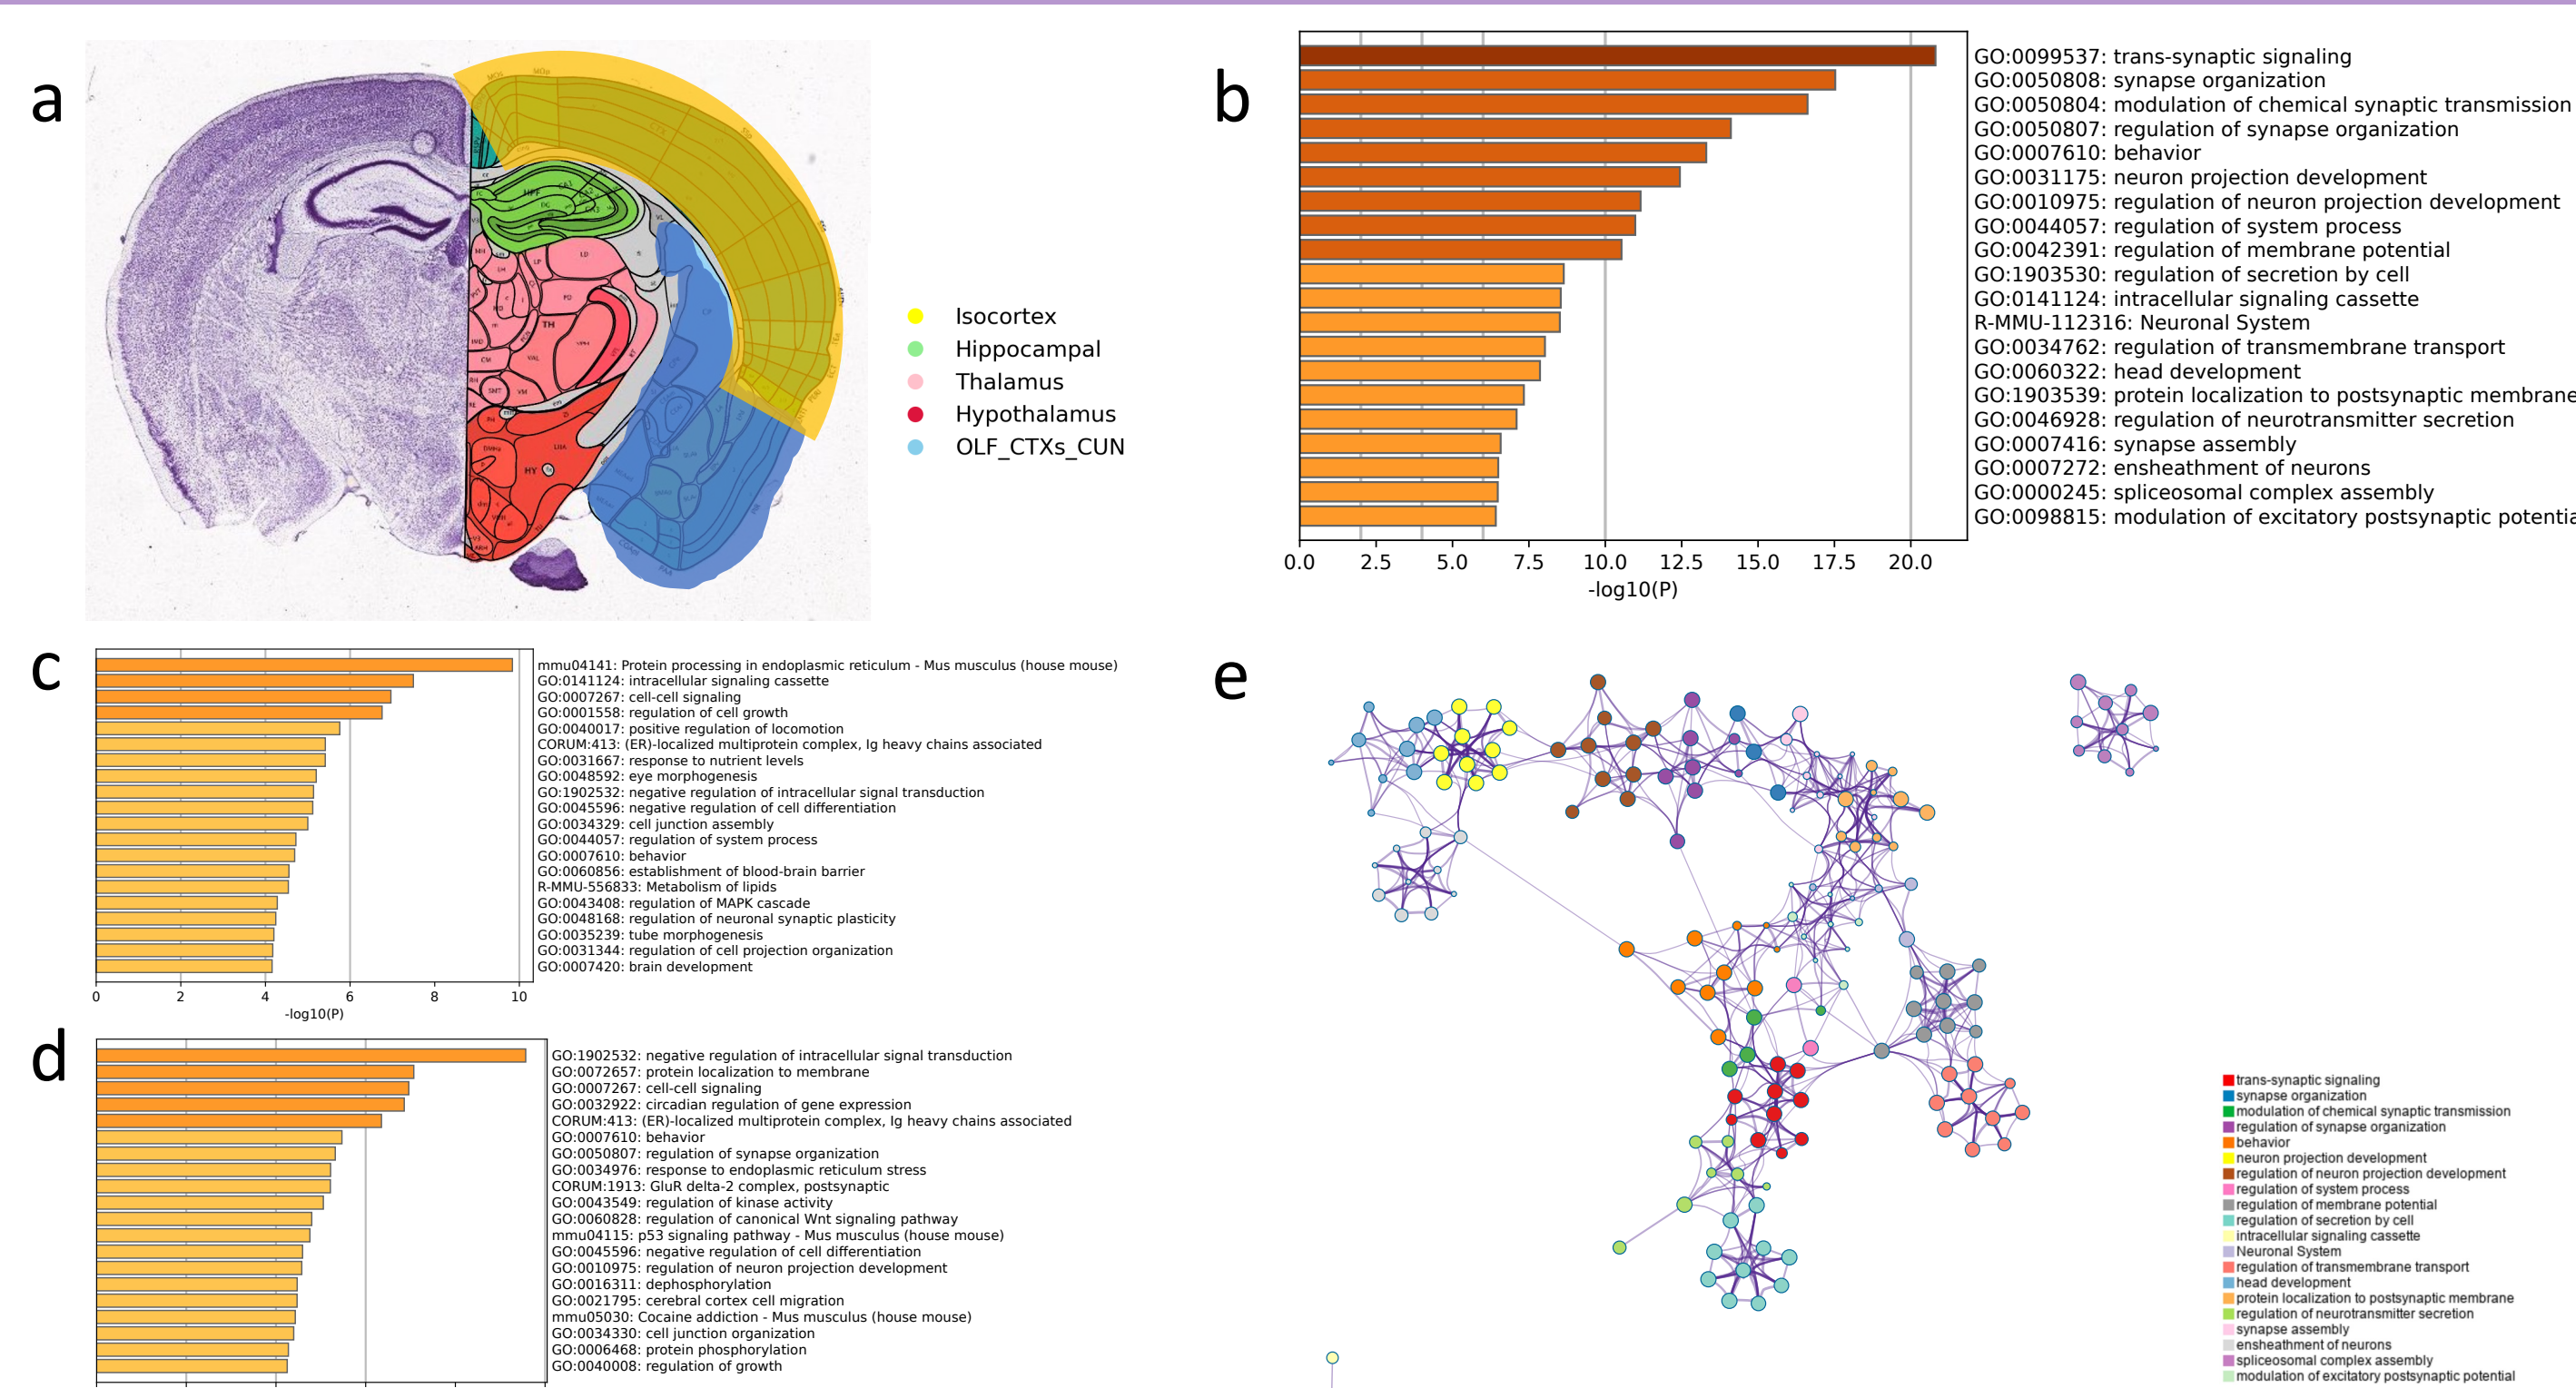 a
Isocortex
Hippocampal
Thalamus
Hypothalamus
OLF_CTXs_CUN
HPF
CA1
CA2
CA3
DG
TH
LD
LP
PO
VAL
VM
CM
SMT
MH
LHA
HY
ZI
CP
b
GO:0099537: trans-synaptic signaling
GO:0050808: synapse organization
GO:0050804: modulation of chemical synaptic transmission
GO:0050807: regulation of synapse organization
GO:0007610: behavior
GO:0031175: neuron projection development
GO:0010975: regulation of neuron projection development
GO:0044057: regulation of system process
GO:0042391: regulation of membrane potential
GO:1903530: regulation of secretion by cell
GO:0141124: intracellular signaling cassette
R-MMU-112316: Neuronal System
GO:0034762: regulation of transmembrane transport
GO:0060322: head development
GO:1903539: protein localization to postsynaptic membrane
GO:0046928: regulation of neurotransmitter secretion
GO:0007416: synapse assembly
GO:0007272: ensheathment of neurons
GO:0000245: spliceosomal complex assembly
GO:0098815: modulation of excitatory postsynaptic potentia
0.0 2.5 5.0 7.5 10.0 12.5 15.0 17.5 20.0
-log10(P)
c
mmu04141: Protein processing in endoplasmic reticulum - Mus musculus (house mouse)
GO:0141124: intracellular signaling cassette
GO:0007267: cell-cell signaling
GO:0001558: regulation of cell growth
GO:0040017: positive regulation of locomotion
CORUM:413: (ER)-localized multiprotein complex, Ig heavy chains associated
GO:0031667: response to nutrient levels
GO:0048592: eye morphogenesis
GO:1902532: negative regulation of intracellular signal transduction
GO:0045596: negative regulation of cell differentiation
GO:0034329: cell junction assembly
GO:0044057: regulation of system process
GO:0007610: behavior
GO:0060856: establishment of blood-brain barrier
R-MMU-556833: Metabolism of lipids
GO:0043408: regulation of MAPK cascade
GO:0048168: regulation of neuronal synaptic plasticity
GO:0035239: tube morphogenesis
GO:0031344: regulation of cell projection organization
GO:0007420: brain development
0 2 4 6 8 10
-log10(P)
d
GO:1902532: negative regulation of intracellular signal transduction
GO:0072657: protein localization to membrane
GO:0007267: cell-cell signaling
GO:0032922: circadian regulation of gene expression
CORUM:413: (ER)-localized multiprotein complex, Ig heavy chains associated
GO:0007610: behavior
GO:0050807: regulation of synapse organization
GO:0034976: response to endoplasmic reticulum stress
CORUM:1913: GluR delta-2 complex, postsynaptic
GO:0043549: regulation of kinase activity
GO:0060828: regulation of canonical Wnt signaling pathway
mmu04115: p53 signaling pathway - Mus musculus (house mouse)
GO:0045596: negative regulation of cell differentiation
GO:0010975: regulation of neuron projection development
GO:0016311: dephosphorylation
GO:0021795: cerebral cortex cell migration
mmu05030: Cocaine addiction - Mus musculus (house mouse)
GO:0034330: cell junction organization
GO:0006468: protein phosphorylation
GO:0040008: regulation of growth
e
trans-synaptic signaling
synapse organization
modulation of chemical synaptic transmission
regulation of synapse organization
behavior
neuron projection development
regulation of neuron projection development
regulation of system process
regulation of membrane potential
regulation of secretion by cell
intracellular signaling cassette
Neuronal System
regulation of transmembrane transport
head development
protein localization to postsynaptic membrane
regulation of neurotransmitter secretion
synapse assembly
ensheathment of neurons
spliceosomal complex assembly
modulation of excitatory postsynaptic potential